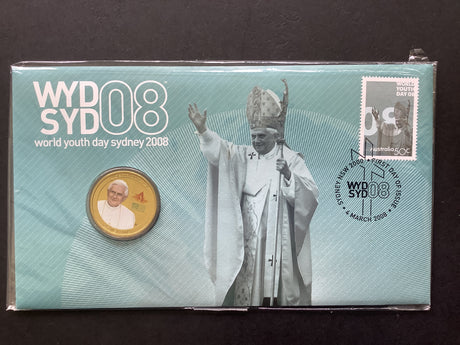 WYD
SYD08
world youth day sydney 2008
WORLD
YOUTH
DAY 08
Australia 50c
SYDNEY NSW 2000 • FIRST DAY OF ISSUE
WYD
SYD08
4 MARCH 2008